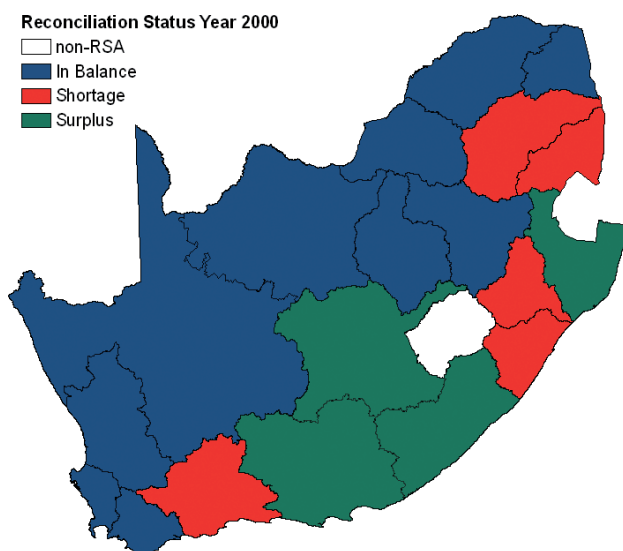 Reconciliation Status Year 2000
non-RSA
In Balance
Shortage
Surplus